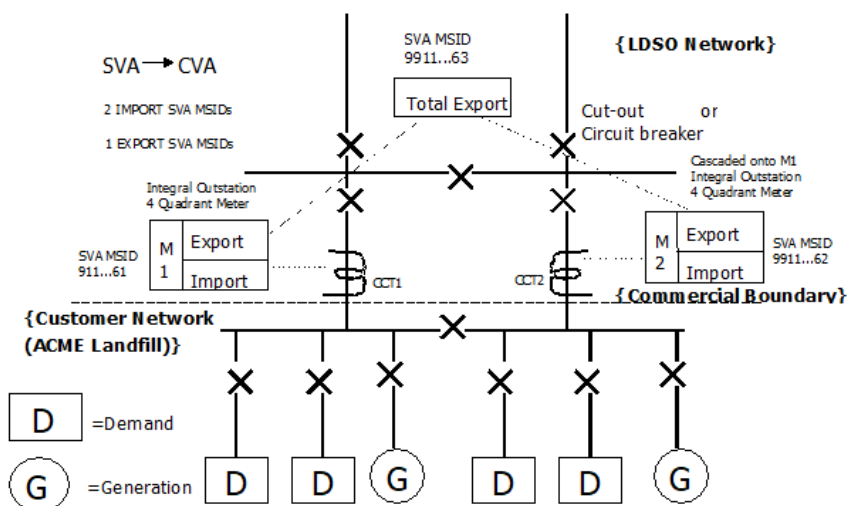 SVA MSID
9911...63
{LDSO Network}
SVA → CVA
2 IMPORT SVA MSIDs
Total Export
Cut-out or
Circuit breaker
1 EXPORT SVA MSIDs
Cascaded onto M1
Integral Outstation
4 Quadrant Meter
Integral Outstation
4 Quadrant Meter
SVA MSID
911...61
M
1
Export
Import
CCT1
CCT2
M
2
Export
Import
SVA MSID
9911...62
{Commercial Boundary}
{Customer Network
(ACME Landfill)}
D
=Demand
G
=Generation
D
D
G
D
D
G